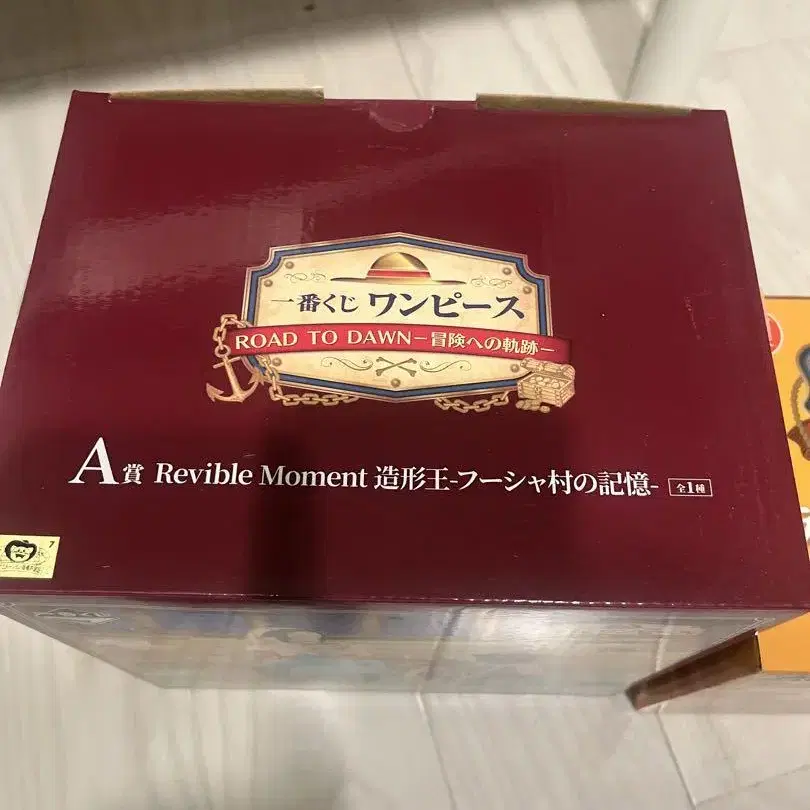 一番くじ ワンピース
ROAD TO DAWN-冒険への軌跡-
A賞 Revible Moment 造形王-フーシャ村の記憶- 全1種
7